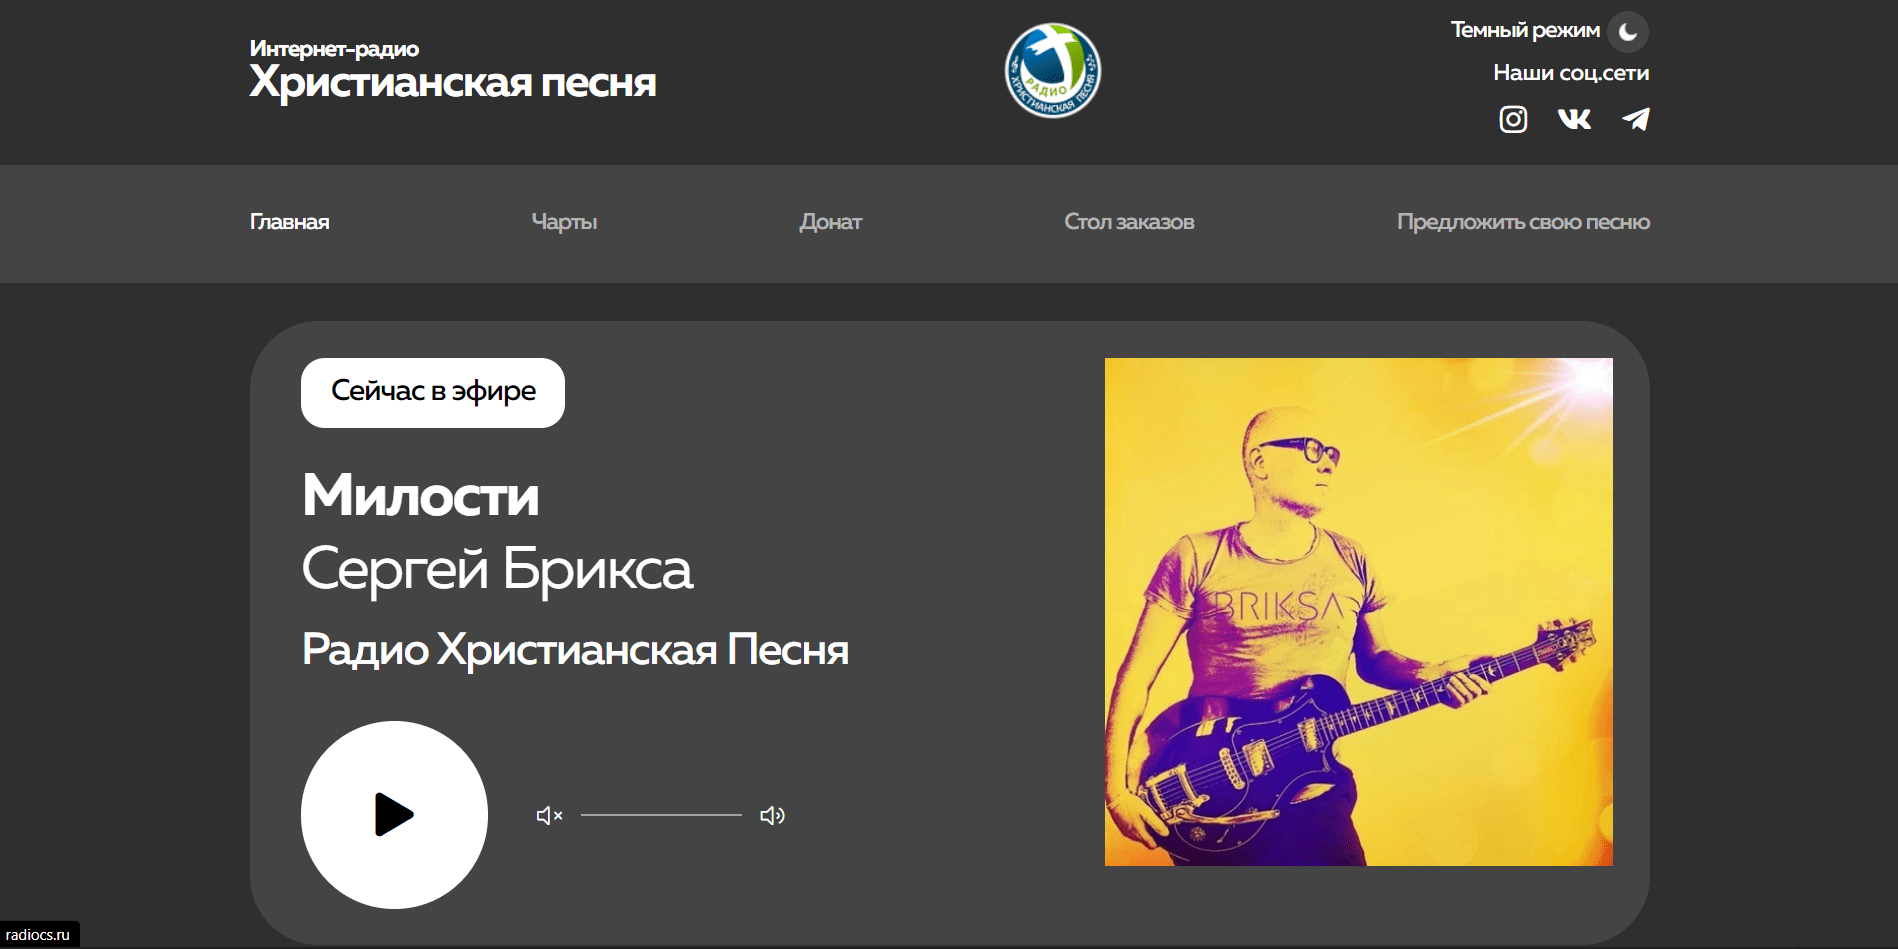 Интернет-радио
Христианская песня
РАДИО
ХРИСТИАНСКАЯ ПЕСНЯ
Темный режим
Наши соц.сети
Главная
Чарты
Донат
Стол заказов
Предложить свою песню
Сейчас в эфире
Милости
Сергей Брикса
Радио Христианская Песня
BRIKSA
radiocs.ru